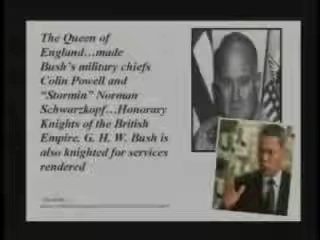 The Queen of
England…made
Bush's military chiefs
Colin Powell and
"Stormin" Norman
Schwarzkopf…Honorary
Knights of the British
Empire. G. H. W. Bush is
also knighted for services
rendered